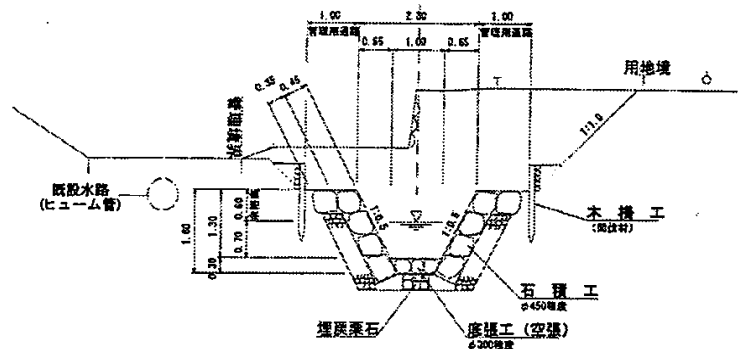 1.00
2.30
1.00
管理用通路
管理用通路
0.65
1.00
0.65
用地境
0.35
0.45
1:1.0
既設水路
(ヒューム管)
1:0.5
1:0.5
0.60
1.30
1.60
0.70
0.30
木橋工
(間伐材)
石積工
φ450程度
埋戻栗石
底張工(空張)
φ300程度